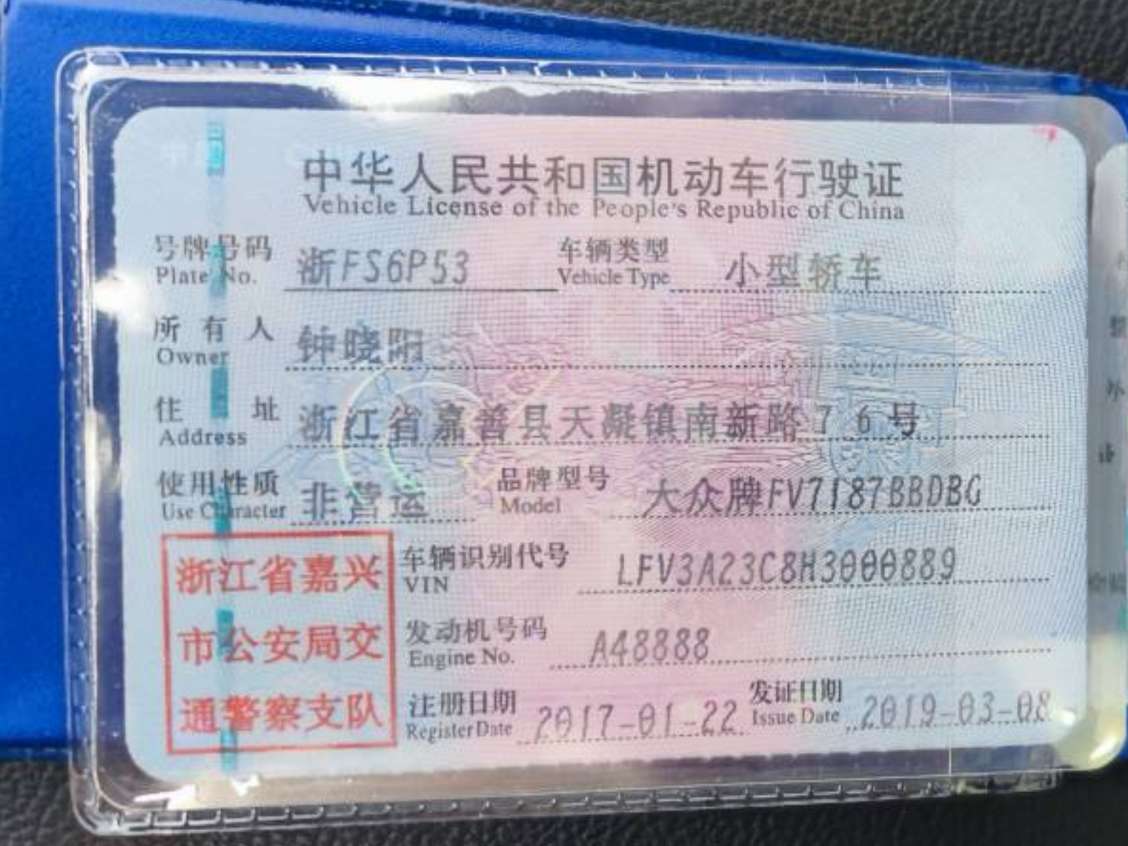 中华人民共和国机动车行驶证
Vehicle License of the People's Republic of China
号牌号码 浙FS6P53 车辆类型 小型轿车
Plate No. Vehicle Type
所有人 钟晓阳
Owner
住址 浙江省嘉善县天凝镇南新路76号
Address
使用性质 非营运 品牌型号 大众牌FV7187BBDBG
Use Character Model
浙江省嘉兴
市公安局交
通警察支队
车辆识别代号 LFV3A23C8H3000889
VIN
发动机号码 A48888
Engine No.
注册日期 2017-01-22 发证日期 2019-03-08
Register Date Issue Date